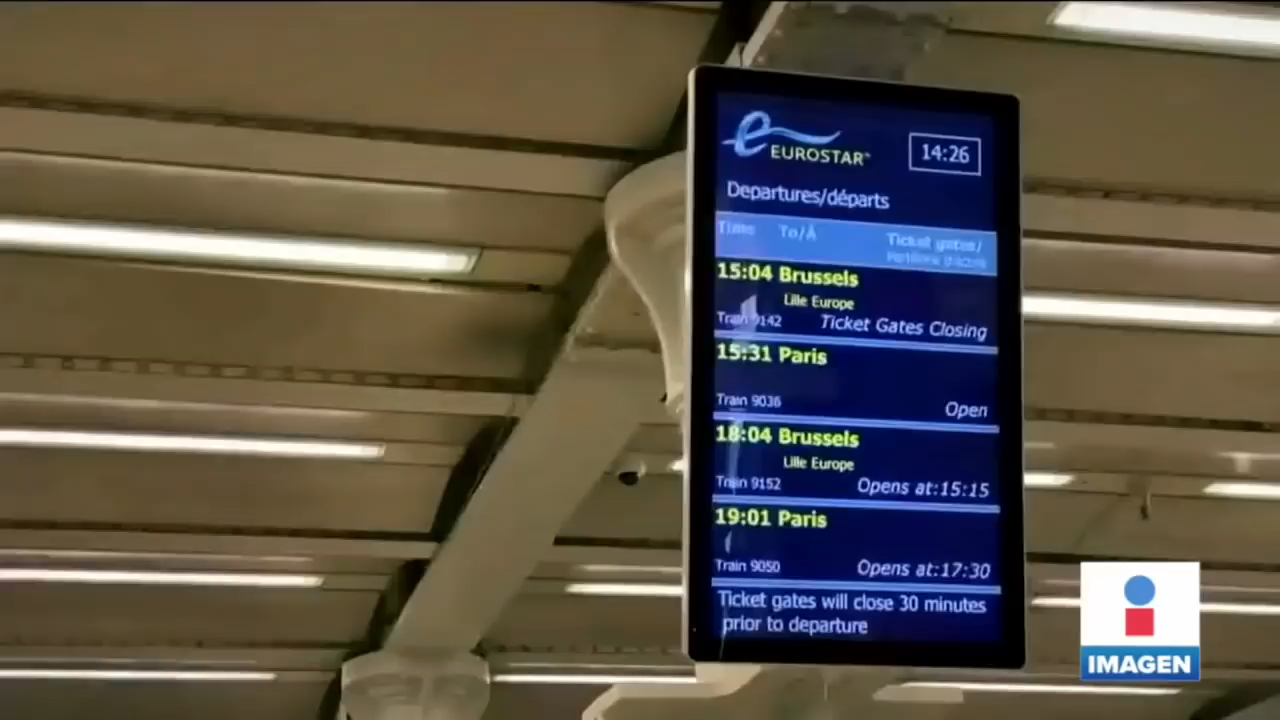 e
EUROSTAR™
14:26
Departures/départs
Time To/À Ticket gates/
15:04 Brussels
Lille Europe
Train 9142 Ticket Gates Closing
15:31 Paris
Train 9036 Open
18:04 Brussels
Lille Europe
Train 9152 Opens at:15:15
19:01 Paris
Train 9050 Opens at:17:30
Ticket gates will close 30 minutes
prior to departure
IMAGEN